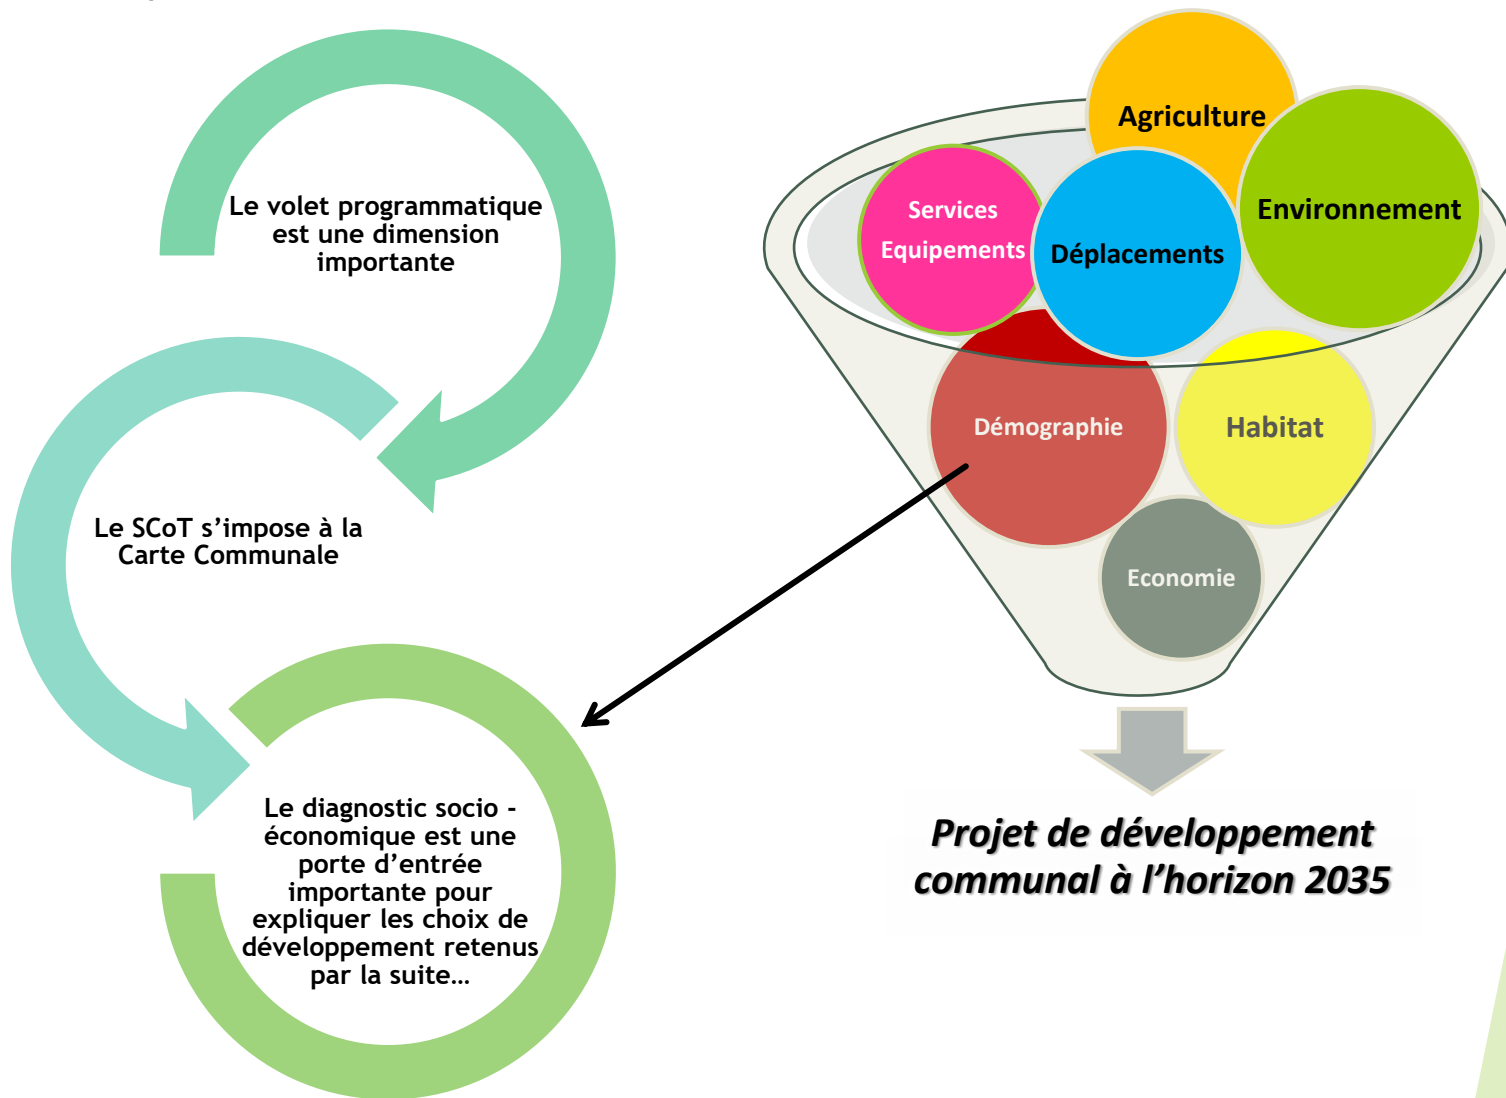 Le volet programmatique
est une dimension
importante
Le SCoT s’impose à la
Carte Communale
Le diagnostic socio -
économique est une
porte d’entrée
importante pour
expliquer les choix de
développement retenus
par la suite…
Agriculture
Environnement
Services
Equipements
Déplacements
Démographie
Habitat
Economie
Projet de développement
communal à l’horizon 2035